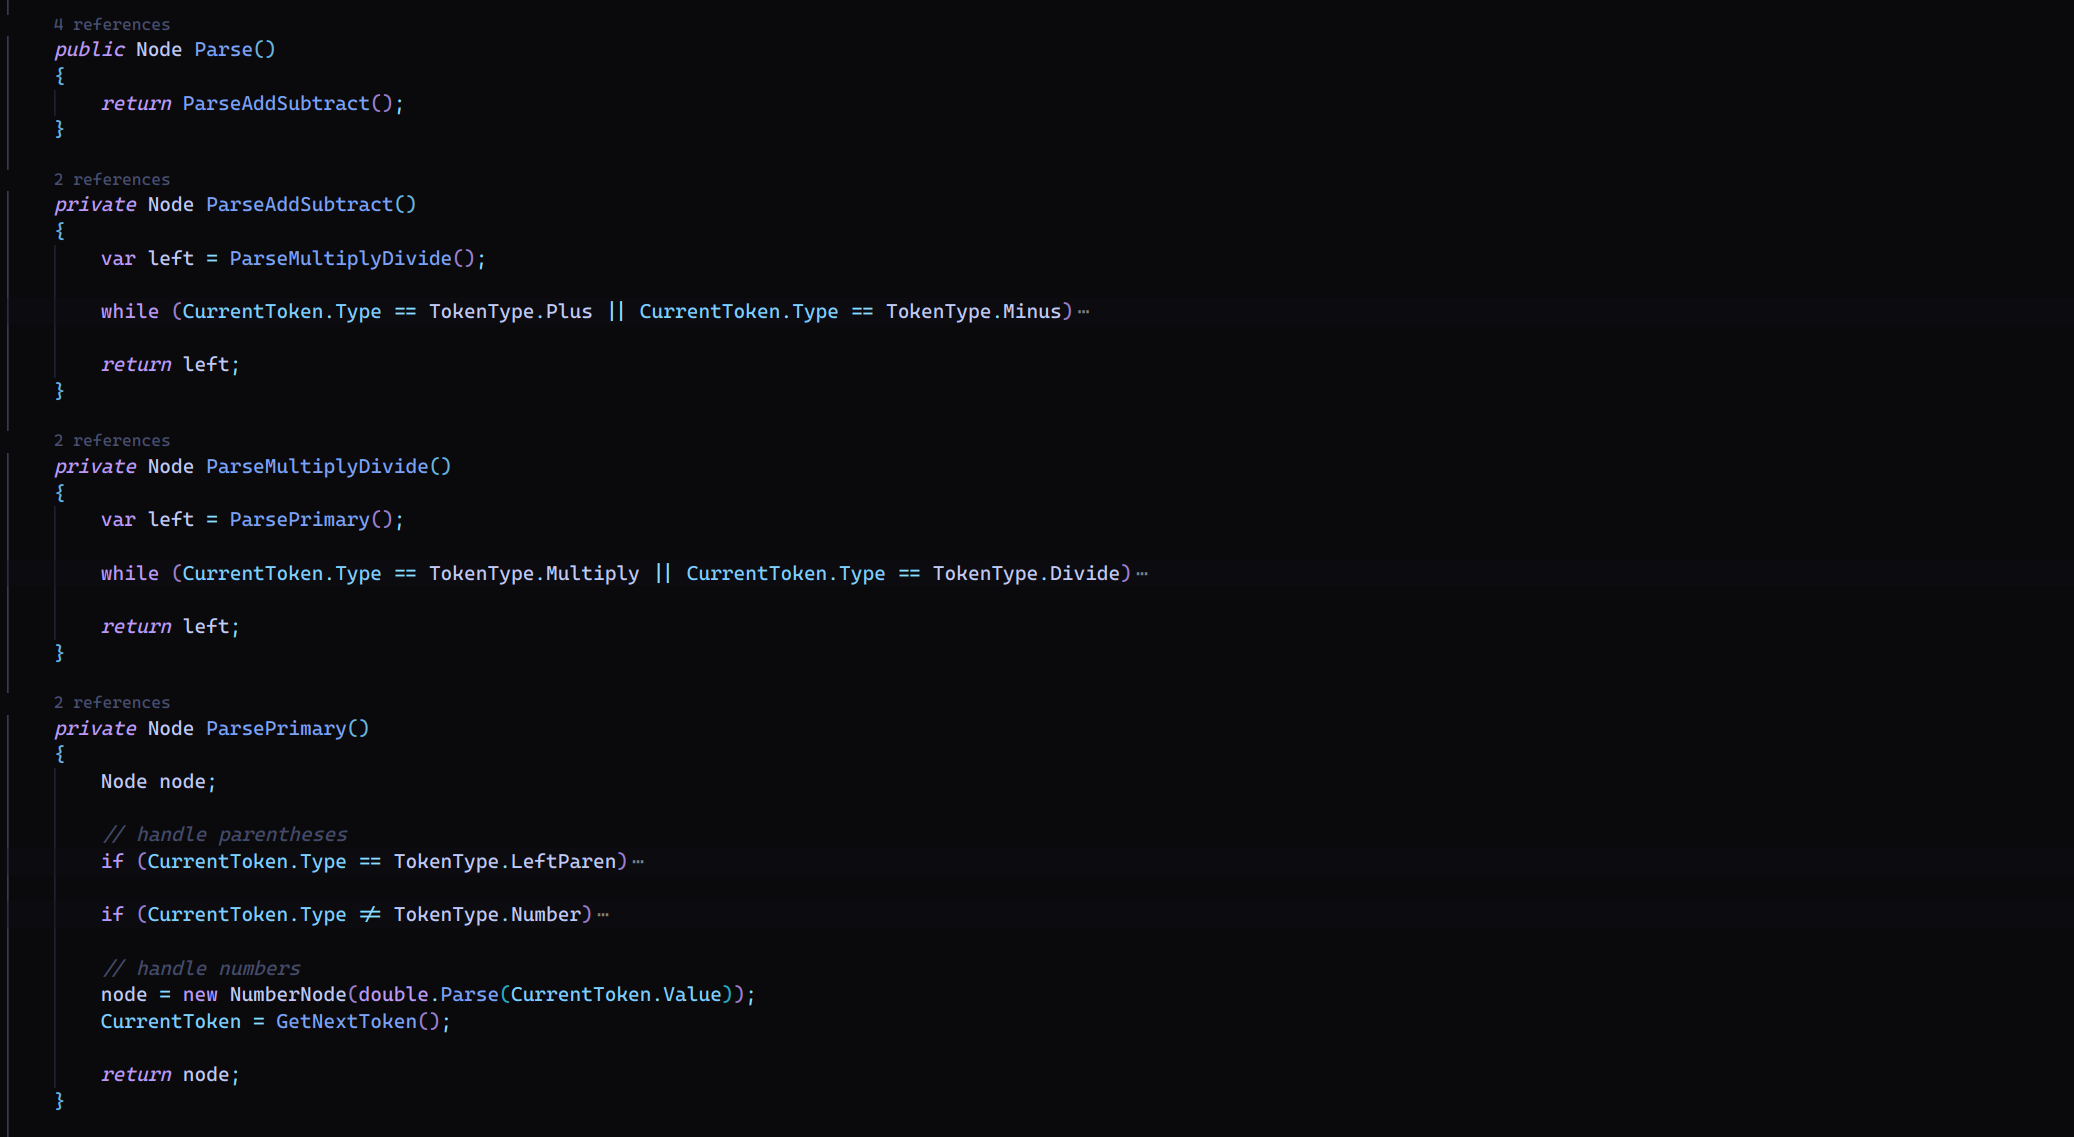 4 references
public Node Parse()
{
    return ParseAddSubtract();
}
2 references
private Node ParseAddSubtract()
{
    var left = ParseMultiplyDivide();
    while (CurrentToken.Type == TokenType.Plus || CurrentToken.Type == TokenType.Minus)⋯
    return left;
}
2 references
private Node ParseMultiplyDivide()
{
    var left = ParsePrimary();
    while (CurrentToken.Type == TokenType.Multiply || CurrentToken.Type == TokenType.Divide)⋯
    return left;
}
2 references
private Node ParsePrimary()
{
    Node node;
    // handle parentheses
    if (CurrentToken.Type == TokenType.LeftParen)⋯
    if (CurrentToken.Type != TokenType.Number)⋯
    // handle numbers
    node = new NumberNode(double.Parse(CurrentToken.Value));
    CurrentToken = GetNextToken();
    return node;
}